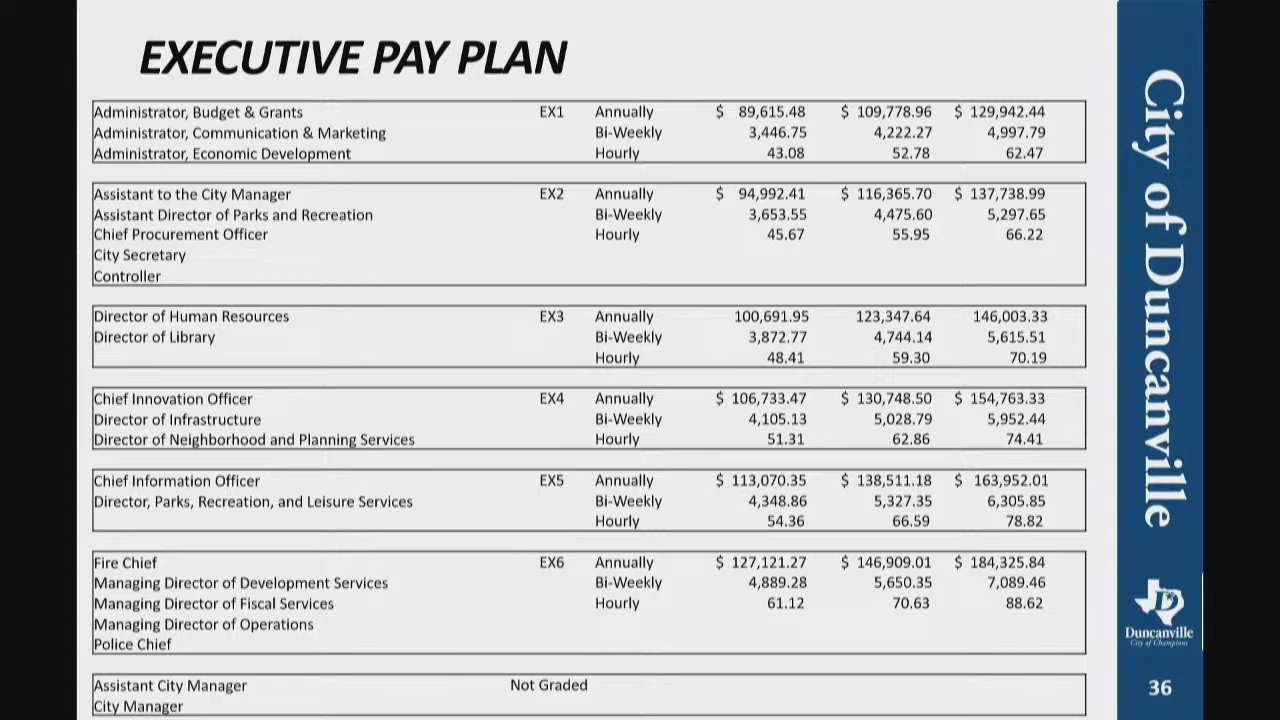 EXECUTIVE PAY PLAN
Administrator, Budget & Grants EX1 Annually $ 89,615.48 $ 109,778.96 $ 129,942.44
Administrator, Communication & Marketing Bi-Weekly 3,446.75 4,222.27 4,997.79
Administrator, Economic Development Hourly 43.08 52.78 62.47
Assistant to the City Manager EX2 Annually $ 94,992.41 $ 116,365.70 $ 137,738.99
Assistant Director of Parks and Recreation Bi-Weekly 3,653.55 4,475.60 5,297.65
Chief Procurement Officer Hourly 45.67 55.95 66.22
City Secretary
Controller
Director of Human Resources EX3 Annually 100,691.95 123,347.64 146,003.33
Director of Library Bi-Weekly 3,872.77 4,744.14 5,615.51
Hourly 48.41 59.30 70.19
Chief Innovation Officer EX4 Annually $ 106,733.47 $ 130,748.50 $ 154,763.33
Director of Infrastructure Bi-Weekly 4,105.13 5,028.79 5,952.44
Director of Neighborhood and Planning Services Hourly 51.31 62.86 74.41
Chief Information Officer EX5 Annually $ 113,070.35 $ 138,511.18 $ 163,952.01
Director, Parks, Recreation, and Leisure Services Bi-Weekly 4,348.86 5,327.35 6,305.85
Hourly 54.36 66.59 78.82
Fire Chief EX6 Annually $ 127,121.27 $ 146,909.01 $ 184,325.84
Managing Director of Development Services Bi-Weekly 4,889.28 5,650.35 7,089.46
Managing Director of Fiscal Services Hourly 61.12 70.63 88.62
Managing Director of Operations
Police Chief
Assistant City Manager Not Graded
City Manager
City of Duncanville
D
Duncanville
City of Champions
36